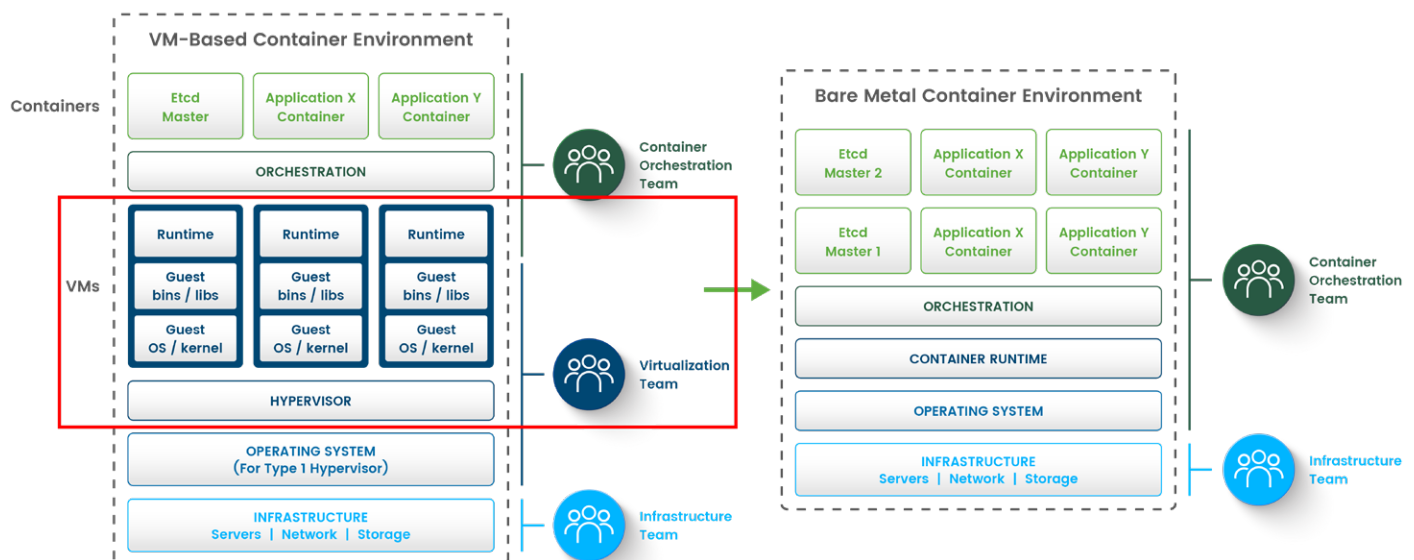 VM-Based Container Environment
Containers
Etcd
Master
Application X
Container
Application Y
Container
ORCHESTRATION
Container
Orchestration
Team
VMs
Runtime
Runtime
Runtime
Guest
bins / libs
Guest
bins / libs
Guest
bins / libs
Guest
OS / kernel
Guest
OS / kernel
Guest
OS / kernel
HYPERVISOR
Virtualization
Team
OPERATING SYSTEM
(For Type 1 Hypervisor)
INFRASTRUCTURE
Servers | Network | Storage
Infrastructure
Team
Bare Metal Container Environment
Etcd
Master 2
Application X
Container
Application Y
Container
Etcd
Master 1
Application X
Container
Application Y
Container
ORCHESTRATION
CONTAINER RUNTIME
OPERATING SYSTEM
Container
Orchestration
Team
INFRASTRUCTURE
Servers | Network | Storage
Infrastructure
Team